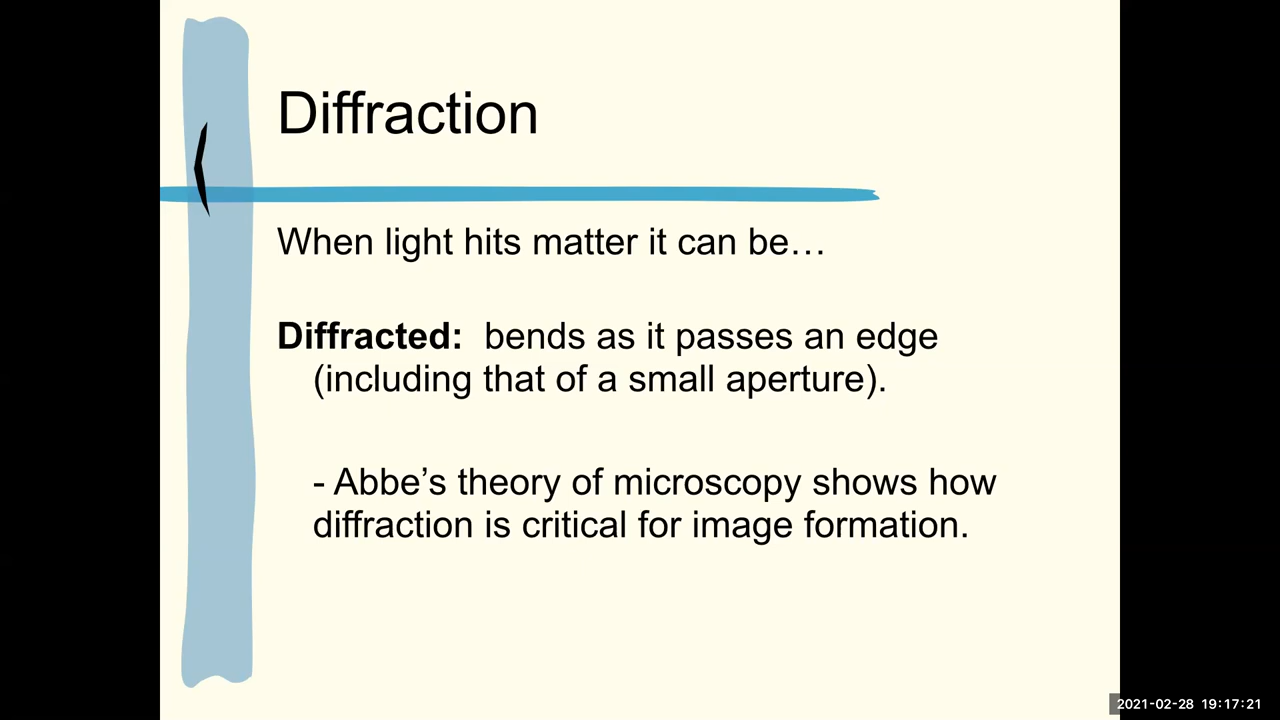 Diffraction
When light hits matter it can be…
Diffracted:  bends as it passes an edge
(including that of a small aperture).
- Abbe’s theory of microscopy shows how
diffraction is critical for image formation.
2021-02-28 19:17:21